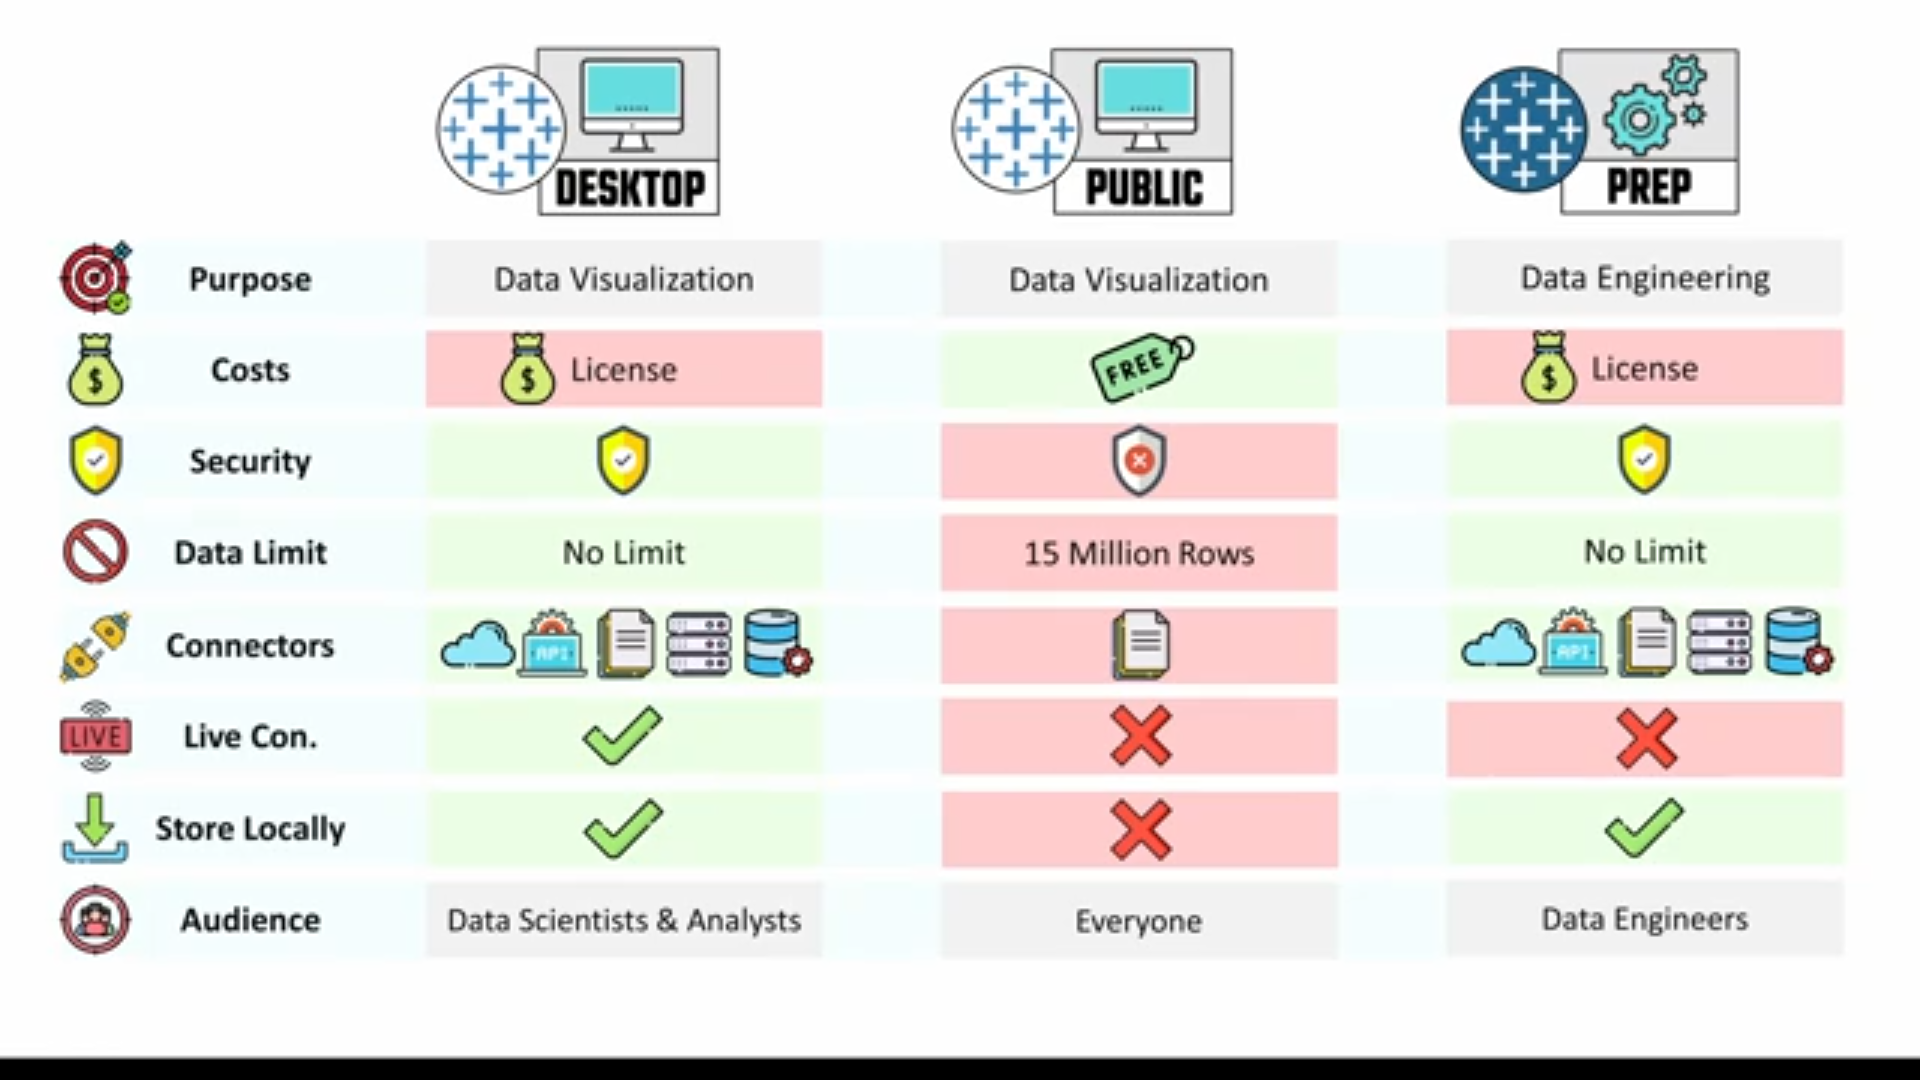 DESKTOP
PUBLIC
PREP
Purpose
Data Visualization
Data Visualization
Data Engineering
$
Costs
$ License
FREE
$ License
Security
Data Limit
No Limit
15 Million Rows
No Limit
Connectors
API
API
LIVE
Live Con.
Store Locally
Audience
Data Scientists & Analysts
Everyone
Data Engineers